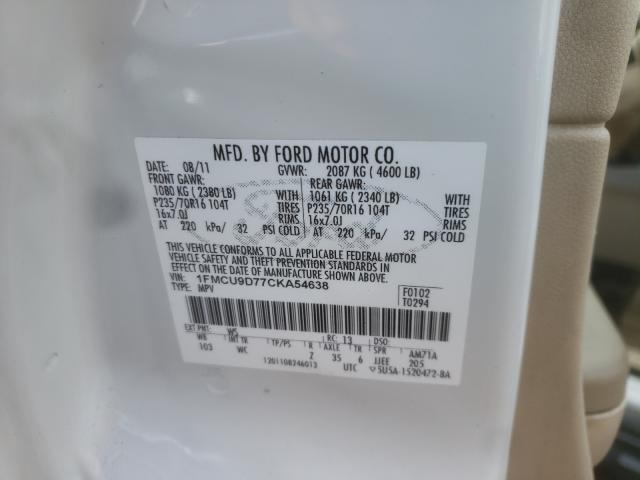 MFD. BY FORD MOTOR CO.
DATE: 08/11 GVWR: 2087 KG ( 4600 LB)
FRONT GAWR: REAR GAWR:
1080 KG ( 2380 LB) WITH 1061 KG ( 2340 LB) WITH
P235/70R16 104T TIRES P235/70R16 104T TIRES
16x7.0J RIMS 16x7.0J RIMS
AT 220 kPa/ 32 PSI COLD AT 220 kPa/ 32 PSI COLD
THIS VEHICLE CONFORMS TO ALL APPLICABLE FEDERAL MOTOR
VEHICLE SAFETY AND THEFT PREVENTION STANDARDS IN
EFFECT ON THE DATE OF MANUFACTURE SHOWN ABOVE.
VIN: 1FMCU9D77CKA54638 F0102
TYPE: MPV T0294
EXT PNT: WS RC: 13 DSO:
WB INT TR TP/PS R AXLE TR SPR AM71A
103 WC Z 35 6 JJEE 205
1201108246013 UTC 5U5A-1520472-BA